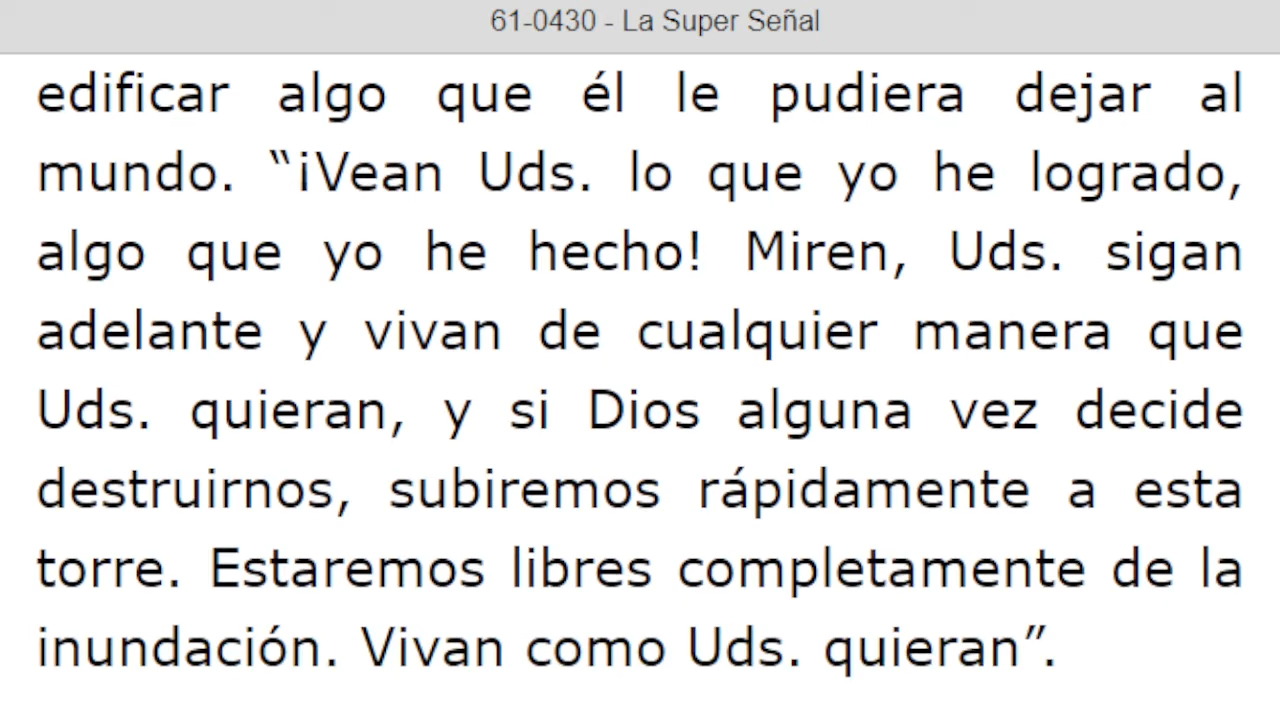 61-0430 - La Super Señal
edificar algo que él le pudiera dejar al
mundo. “¡Vean Uds. lo que yo he logrado,
algo que yo he hecho! Miren, Uds. sigan
adelante y vivan de cualquier manera que
Uds. quieran, y si Dios alguna vez decide
destruirnos, subiremos rápidamente a esta
torre. Estaremos libres completamente de la
inundación. Vivan como Uds. quieran”.